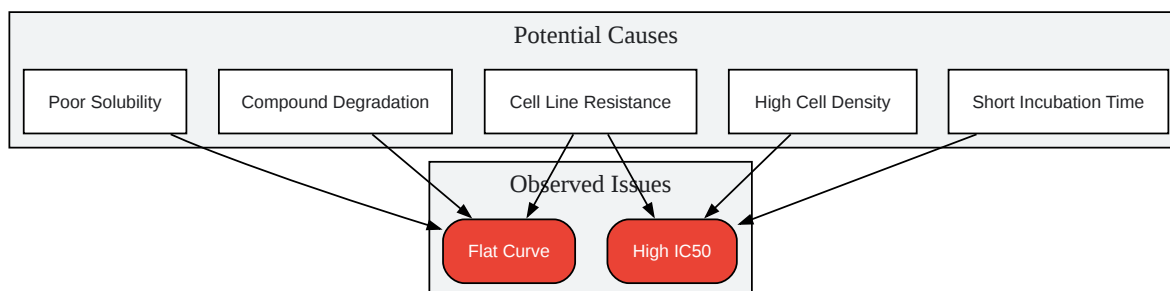 Potential Causes
Poor Solubility
Compound Degradation
Cell Line Resistance
High Cell Density
Short Incubation Time
Observed Issues
Flat Curve
High IC50